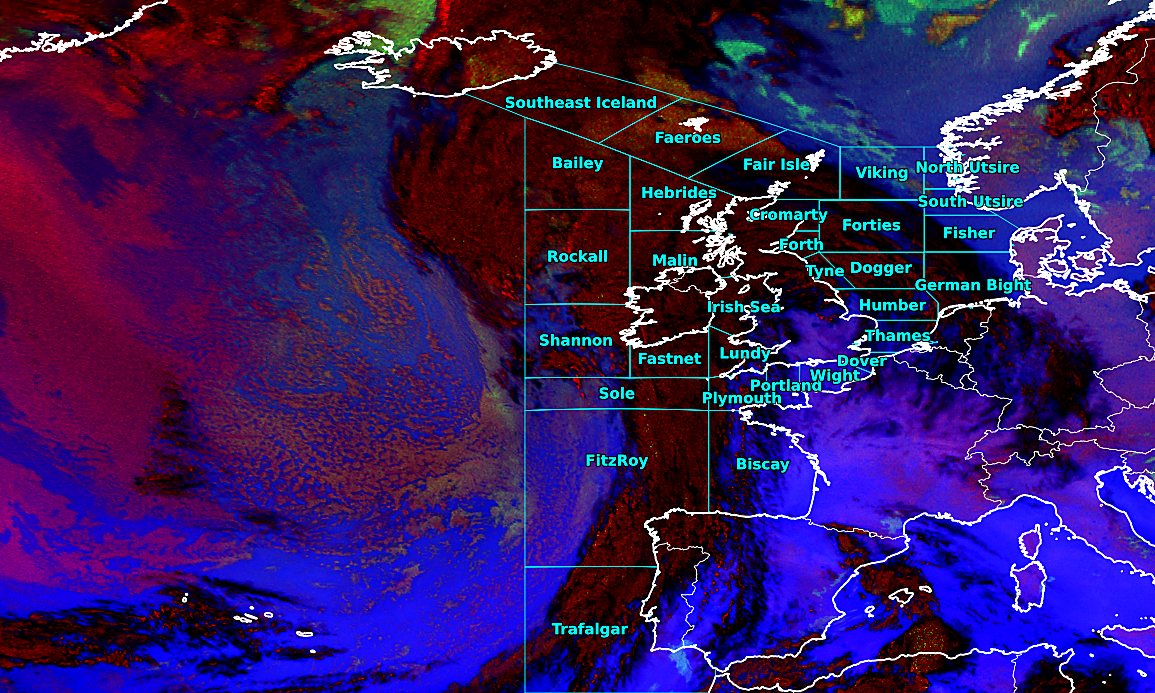 Southeast Iceland
Faeroes
Bailey
Fair Isle
Viking
North Utsire
Hebrides
South Utsire
Cromarty
Forties
Fisher
Forth
Rockall
Malin
Tyne
Dogger
German Bight
Irish Sea
Humber
Shannon
Thames
Fastnet
Lundy
Dover
Wight
Portland
Sole
Plymouth
FitzRoy
Biscay
Trafalgar